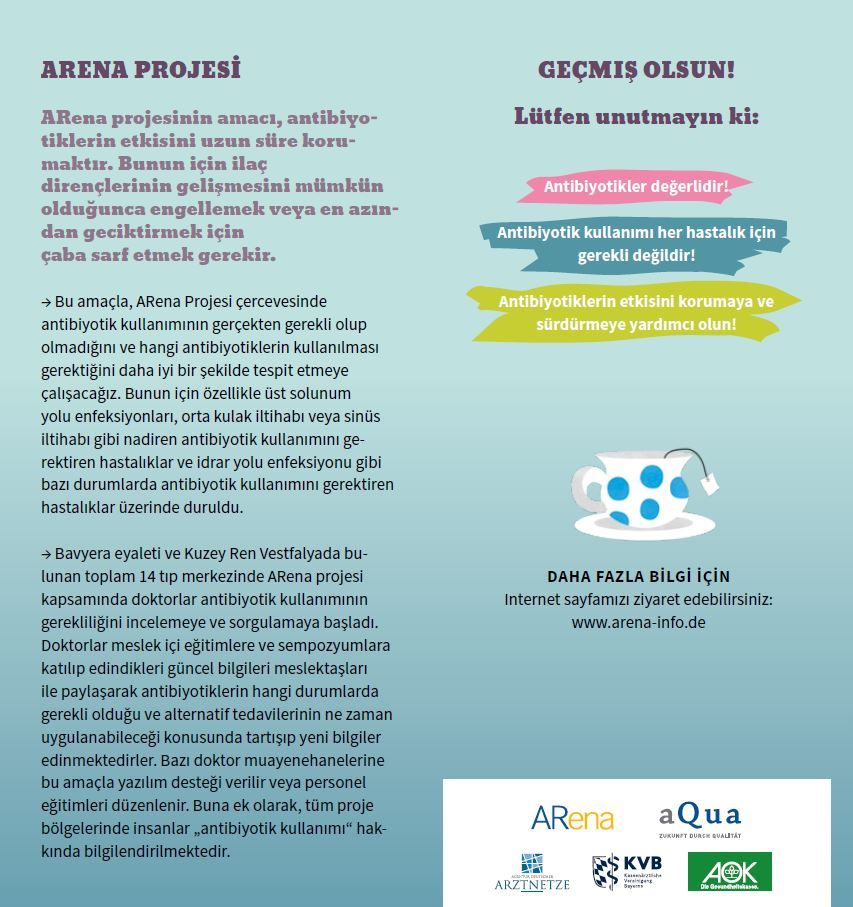 ARENA PROJESİ
ARena projesinin amacı, antibiyo-
tiklerin etkisini uzun süre koru-
maktır. Bunun için ilaç
dirençlerinin gelişmesini mümkün
olduğunca engellemek veya en azın-
dan geciktirmek için
çaba sarf etmek gerekir.
→ Bu amaçla, ARena Projesi çercevesinde
antibiyotik kullanımının gerçekten gerekli olup
olmadığını ve hangi antibiyotiklerin kullanılması
gerektiğini daha iyi bir şekilde tespit etmeye
çalışacağız. Bunun için özellikle üst solunum
yolu enfeksiyonları, orta kulak iltihabı veya sinüs
iltihabı gibi nadiren antibiyotik kullanımını ge-
rektiren hastalıklar ve idrar yolu enfeksiyonu gibi
bazı durumlarda antibiyotik kullanımını gerektiren
hastalıklar üzerinde duruldu.
→ Bavyera eyaleti ve Kuzey Ren Vestfalyada bu-
lunan toplam 14 tıp merkezinde ARena projesi
kapsamında doktorlar antibiyotik kullanımının
gerekliliğini incelemeye ve sorgulamaya başladı.
Doktorlar meslek içi eğitimlere ve sempozyumlara
katılıp edindikleri güncel bilgileri meslektaşları
ile paylaşarak antibiyotiklerin hangi durumlarda
gerekli olduğu ve alternatif tedavilerinin ne zaman
uygulanabileceği konusunda tartışıp yeni bilgiler
edinmektedirler. Bazı doktor muayenehanelerine
bu amaçla yazılım desteği verilir veya personel
eğitimleri düzenlenir. Buna ek olarak, tüm proje
bölgelerinde insanlar „antibiyotik kullanımı“ hak-
kında bilgilendirilmektedir.
GEÇMIŞ OLSUN!
Lütfen unutmayın ki:
Antibiyotikler değerlidir!
Antibiyotik kullanımı her hastalık için
gerekli değildir!
Antibiyotiklerin etkisini korumaya ve
sürdürmeye yardımcı olun!
DAHA FAZLA BİLGİ İÇİN
Internet sayfamızı ziyaret edebilirsiniz:
www.arena-info.de
ARena
aQua
ZUKUNFT DURCH QUALITÄT
AGENTUR DEUTSCHER
ARZTNETZE
KVB
Kassenärztliche
Vereinigung
Bayerns
AOK
Die Gesundheitskasse.